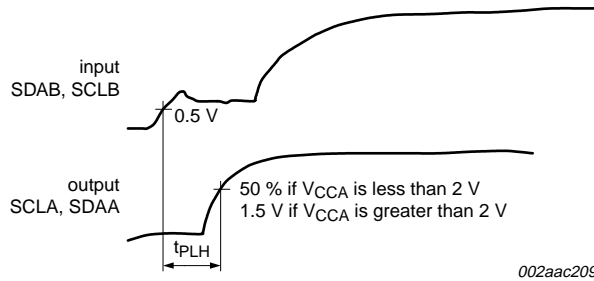 input
SDAB, SCLB
0.5 V
output
SCLA, SDAA
50 % if VCCA is less than 2 V
1.5 V if VCCA is greater than 2 V
tPLH
002aac209